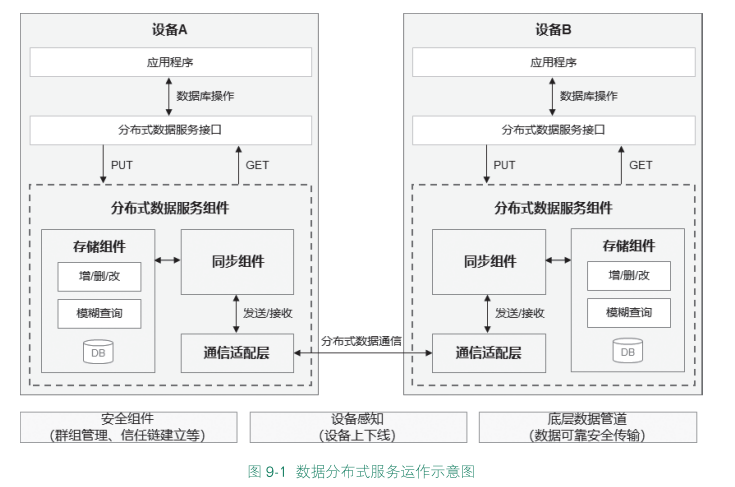 设备A
应用程序
数据库操作
分布式数据服务接口
PUT
GET
分布式数据服务组件
存储组件
增/删/改
模糊查询
DB
同步组件
发送/接收
通信适配层
分布式数据通信
设备B
应用程序
数据库操作
分布式数据服务接口
PUT
GET
分布式数据服务组件
同步组件
发送/接收
通信适配层
存储组件
增/删/改
模糊查询
DB
安全组件
(群组管理、信任链建立等)
设备感知
(设备上下线)
底层数据管道
(数据可靠安全传输)
图 9-1 数据分布式服务运作示意图